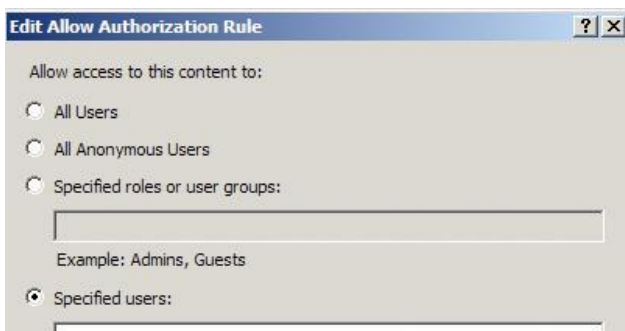 Edit Allow Authorization Rule
Allow access to this content to:
All Users
All Anonymous Users
Specified roles or user groups:
Example: Admins, Guests
Specified users: